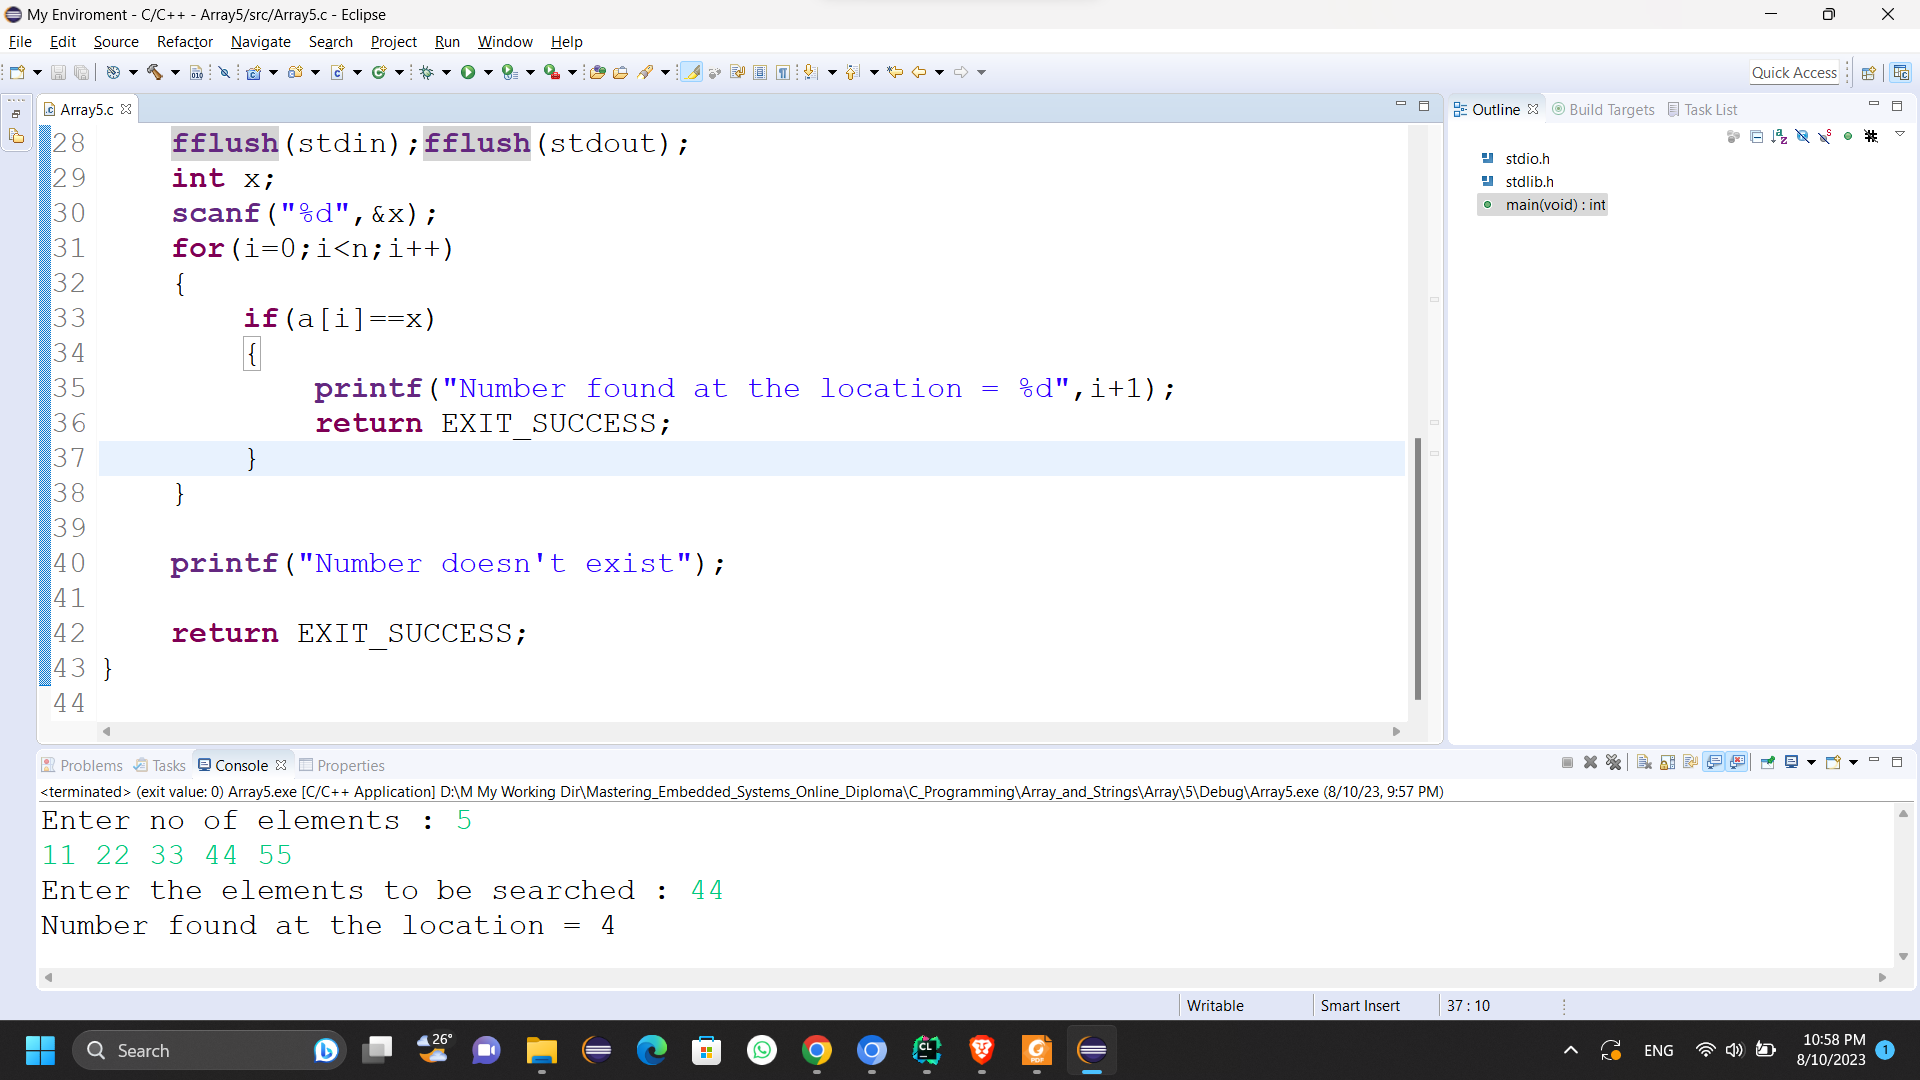 My Enviroment - C/C++ - Array5/src/Array5.c - Eclipse
File Edit Source Refactor Navigate Search Project Run Window Help
Quick Access
Array5.c
28 fflush(stdin);fflush(stdout);
29 int x;
30 scanf("%d",&x);
31 for(i=0;i<n;i++)
32 {
33 if(a[i]==x)
34 {
35 printf("Number found at the location = %d",i+1);
36 return EXIT_SUCCESS;
37 }
38 }
39
40 printf("Number doesn't exist");
41
42 return EXIT_SUCCESS;
43 }
44
Outline Build Targets Task List
stdio.h
stdlib.h
main(void) : int
Problems Tasks Console Properties
<terminated> (exit value: 0) Array5.exe [C/C++ Application] D:\M My Working Dir\Mastering_Embedded_Systems_Online_Diploma\C_Programming\Array_and_Strings\Array\5\Debug\Array5.exe (8/10/23, 9:57 PM)
Enter no of elements : 5
11 22 33 44 55
Enter the elements to be searched : 44
Number found at the location = 4
Writable Smart Insert 37 : 10
Search
26°
ENG
10:58 PM
8/10/2023
1